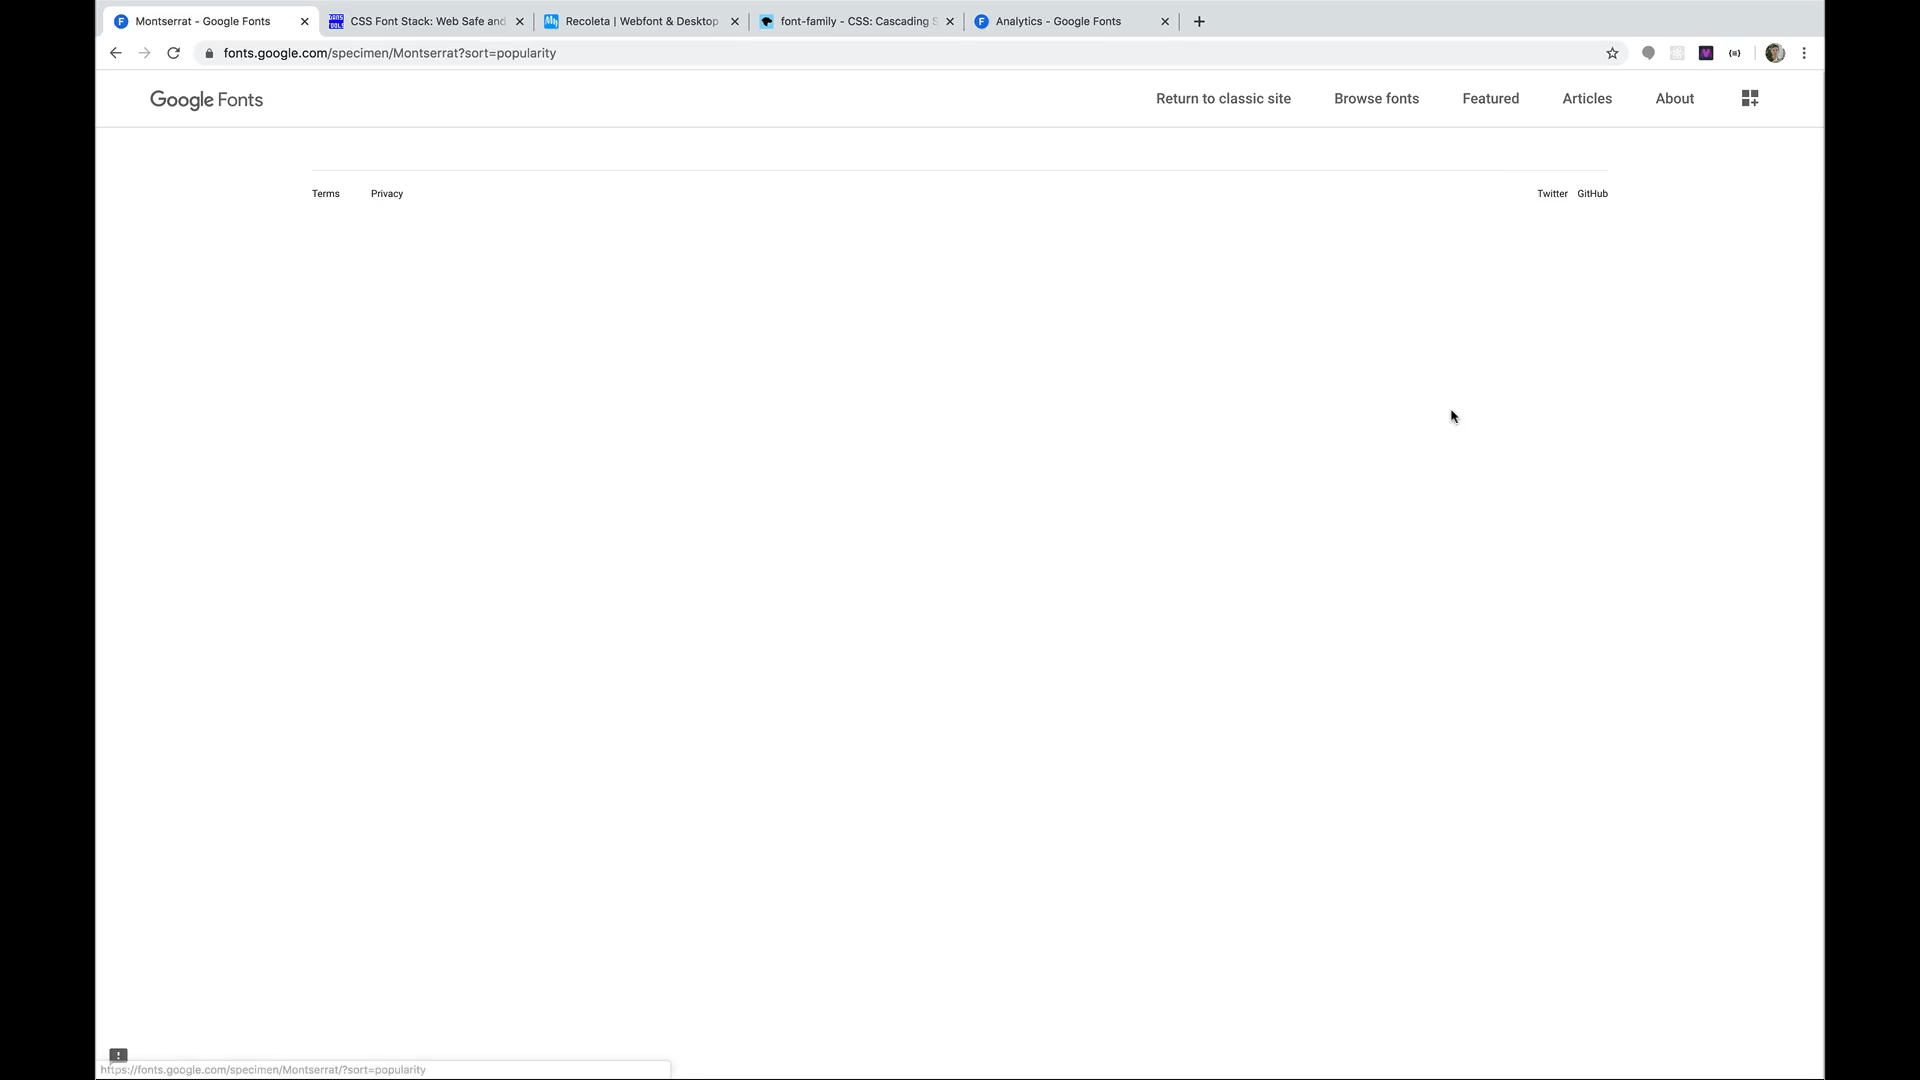 Montserrat - Google Fonts
CSS Font Stack: Web Safe and
Recoleta | Webfont & Desktop
font-family - CSS: Cascading S
Analytics - Google Fonts
fonts.google.com/specimen/Montserrat?sort=popularity
Google Fonts
Return to classic site
Browse fonts
Featured
Articles
About
Terms
Privacy
Twitter
GitHub
https://fonts.google.com/specimen/Montserrat/?sort=popularity